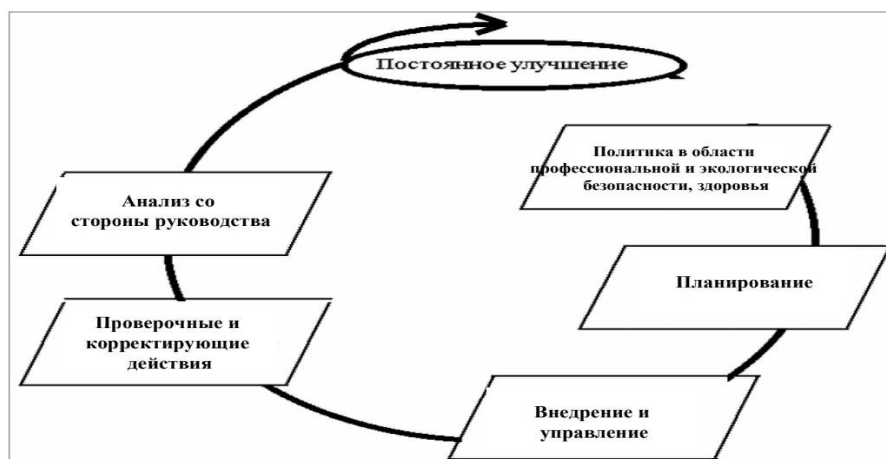 Постоянное улучшение
Политика в области
профессиональной и экологической
безопасности, здоровья
Планирование
Внедрение и
управление
Проверочные и
корректирующие
действия
Анализ со
стороны руководства